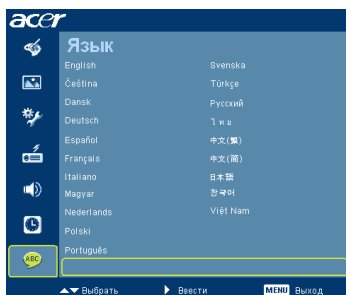 acer
Язык
English
Čeština
Dansk
Deutsch
Español
Français
Italiano
Magyar
Nederlands
Polski
Português
Svenska
Türkçe
Русский
ไทย
中文(繁)
中文(简)
日本語
한국어
Việt Nam
ABC
Выбрать Ввести MENU Выход